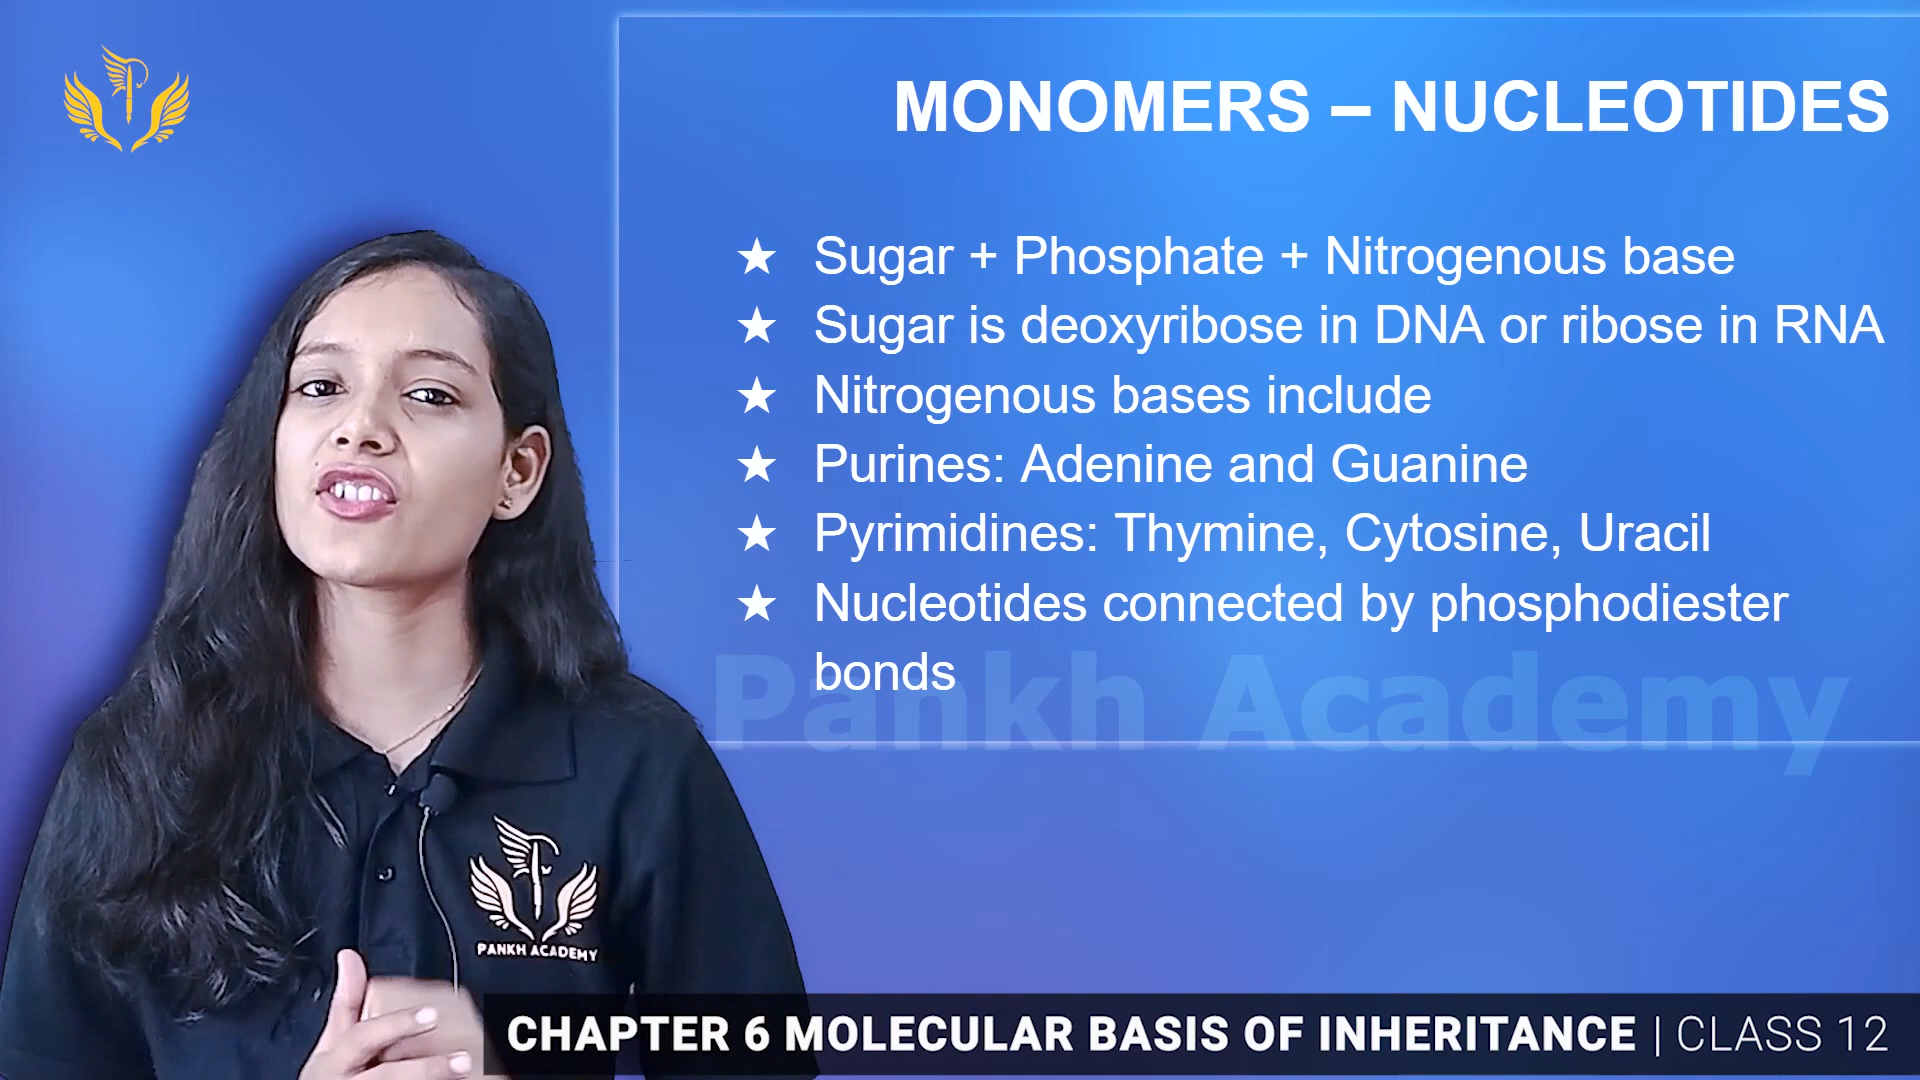 MONOMERS – NUCLEOTIDES
★ Sugar + Phosphate + Nitrogenous base
★ Sugar is deoxyribose in DNA or ribose in RNA
★ Nitrogenous bases include
★ Purines: Adenine and Guanine
★ Pyrimidines: Thymine, Cytosine, Uracil
★ Nucleotides connected by phosphodiester
bonds
Pankh Academy
PANKH ACADEMY
CHAPTER 6 MOLECULAR BASIS OF INHERITANCE | CLASS 12